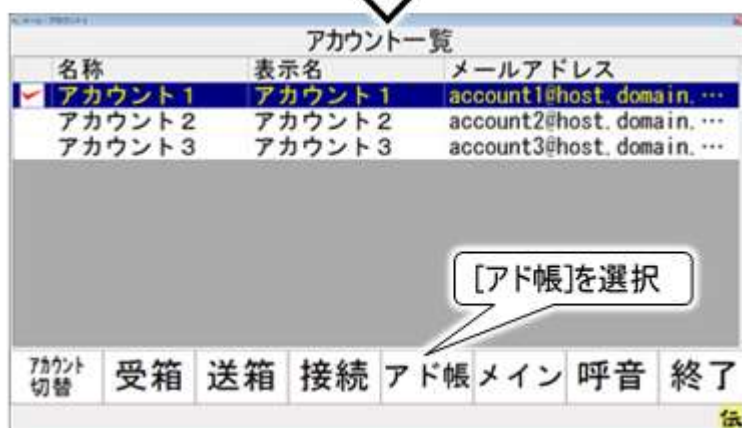 アカウント一覧
名称 表示名 メールアドレス
アカウント1 アカウント1 account1@host.domain.…
アカウント2 アカウント2 account2@host.domain.…
アカウント3 アカウント3 account3@host.domain.…
[アド帳]を選択
アカウント切替 受箱 送箱 接続 アド帳 メイン 呼音 終了
伝